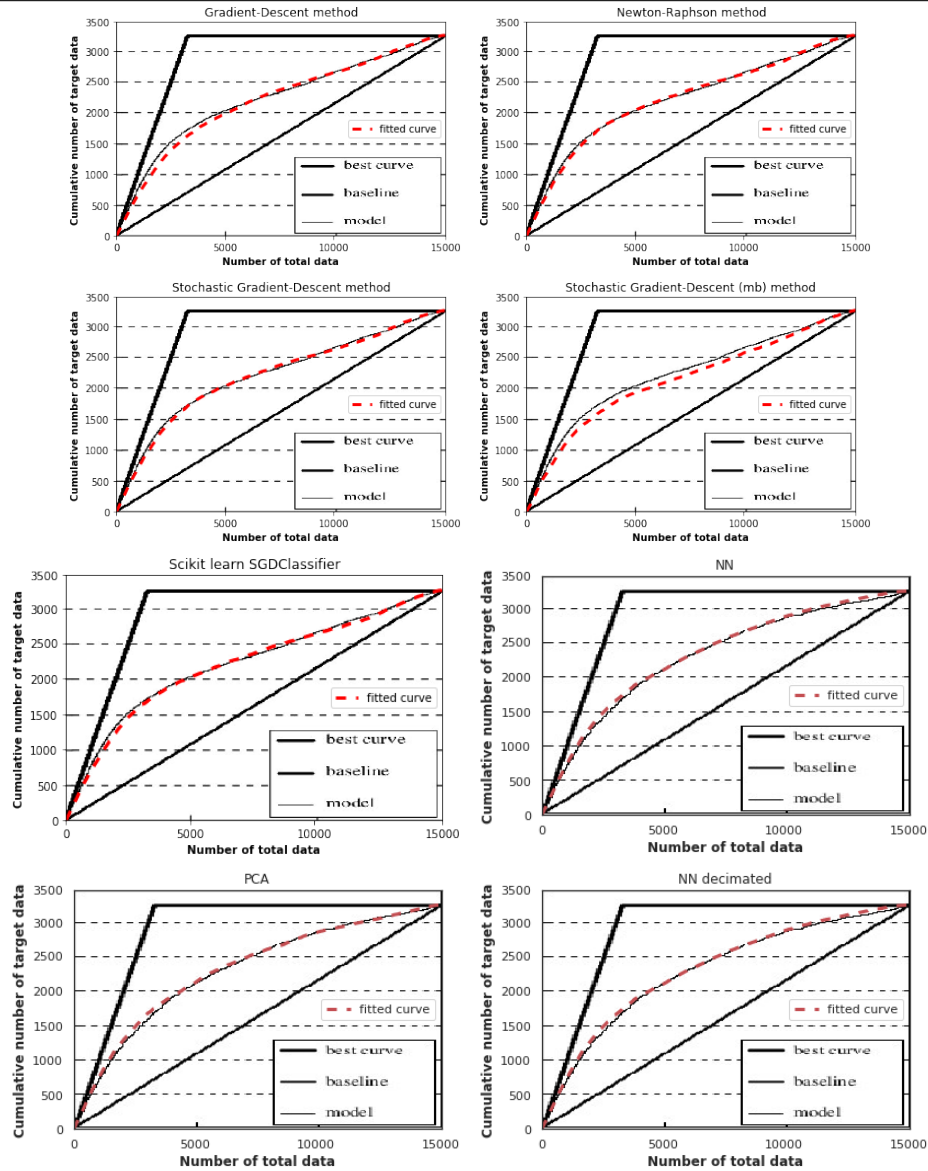 Gradient-Descent method
3500
3000
2500
2000
1500
1000
500
0
Cumulative number of target data
fitted curve
best curve
baseline
model
0 5000 10000 15000
Number of total data
Newton-Raphson method
3500
3000
2500
2000
1500
1000
500
0
Cumulative number of target data
fitted curve
best curve
baseline
model
0 5000 10000 15000
Number of total data
Stochastic Gradient-Descent method
3500
3000
2500
2000
1500
1000
500
0
Cumulative number of target data
fitted curve
best curve
baseline
model
0 5000 10000 15000
Number of total data
Stochastic Gradient-Descent (mb) method
3500
3000
2500
2000
1500
1000
500
0
Cumulative number of target data
fitted curve
best curve
baseline
model
0 5000 10000 15000
Number of total data
Scikit learn SGDClassifier
3500
3000
2500
2000
1500
1000
500
0
Cumulative number of target data
fitted curve
best curve
baseline
model
0 5000 10000 15000
Number of total data
NN
3500
3000
2500
2000
1500
1000
500
0
Cumulative number of target data
fitted curve
best curve
baseline
model
0 5000 10000 15000
Number of total data
PCA
3500
3000
2500
2000
1500
1000
500
0
Cumulative number of target data
fitted curve
best curve
baseline
model
0 5000 10000 15000
Number of total data
NN decimated
3500
3000
2500
2000
1500
1000
500
0
Cumulative number of target data
fitted curve
best curve
baseline
model
0 5000 10000 15000
Number of total data